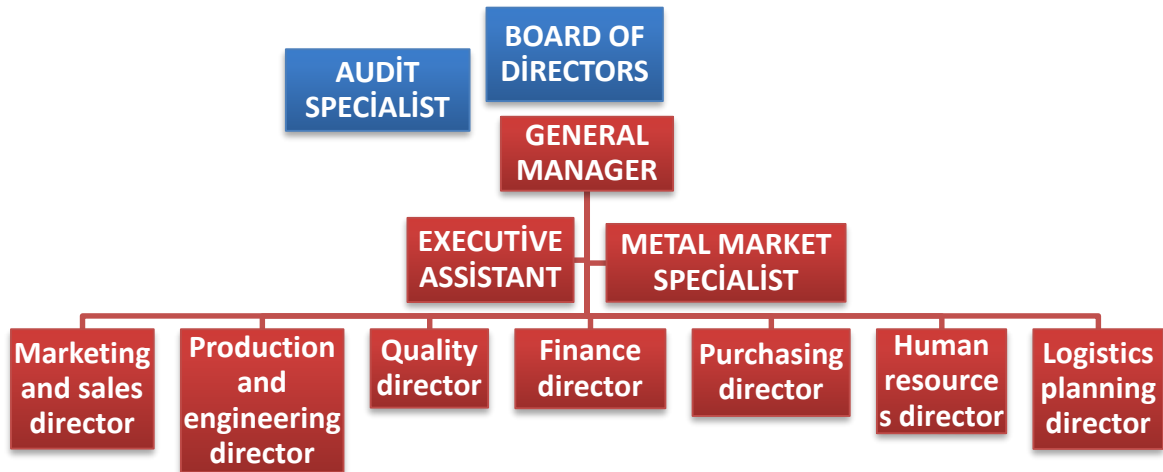 BOARD OF
DİRECTORS
AUDİT
SPECİALİST
GENERAL
MANAGER
EXECUTİVE
ASSİSTANT
METAL MARKET
SPECİALİST
Marketing
and sales
director
Production
and
engineering
director
Quality
director
Finance
director
Purchasing
director
Human
resource
s director
Logistics
planning
director